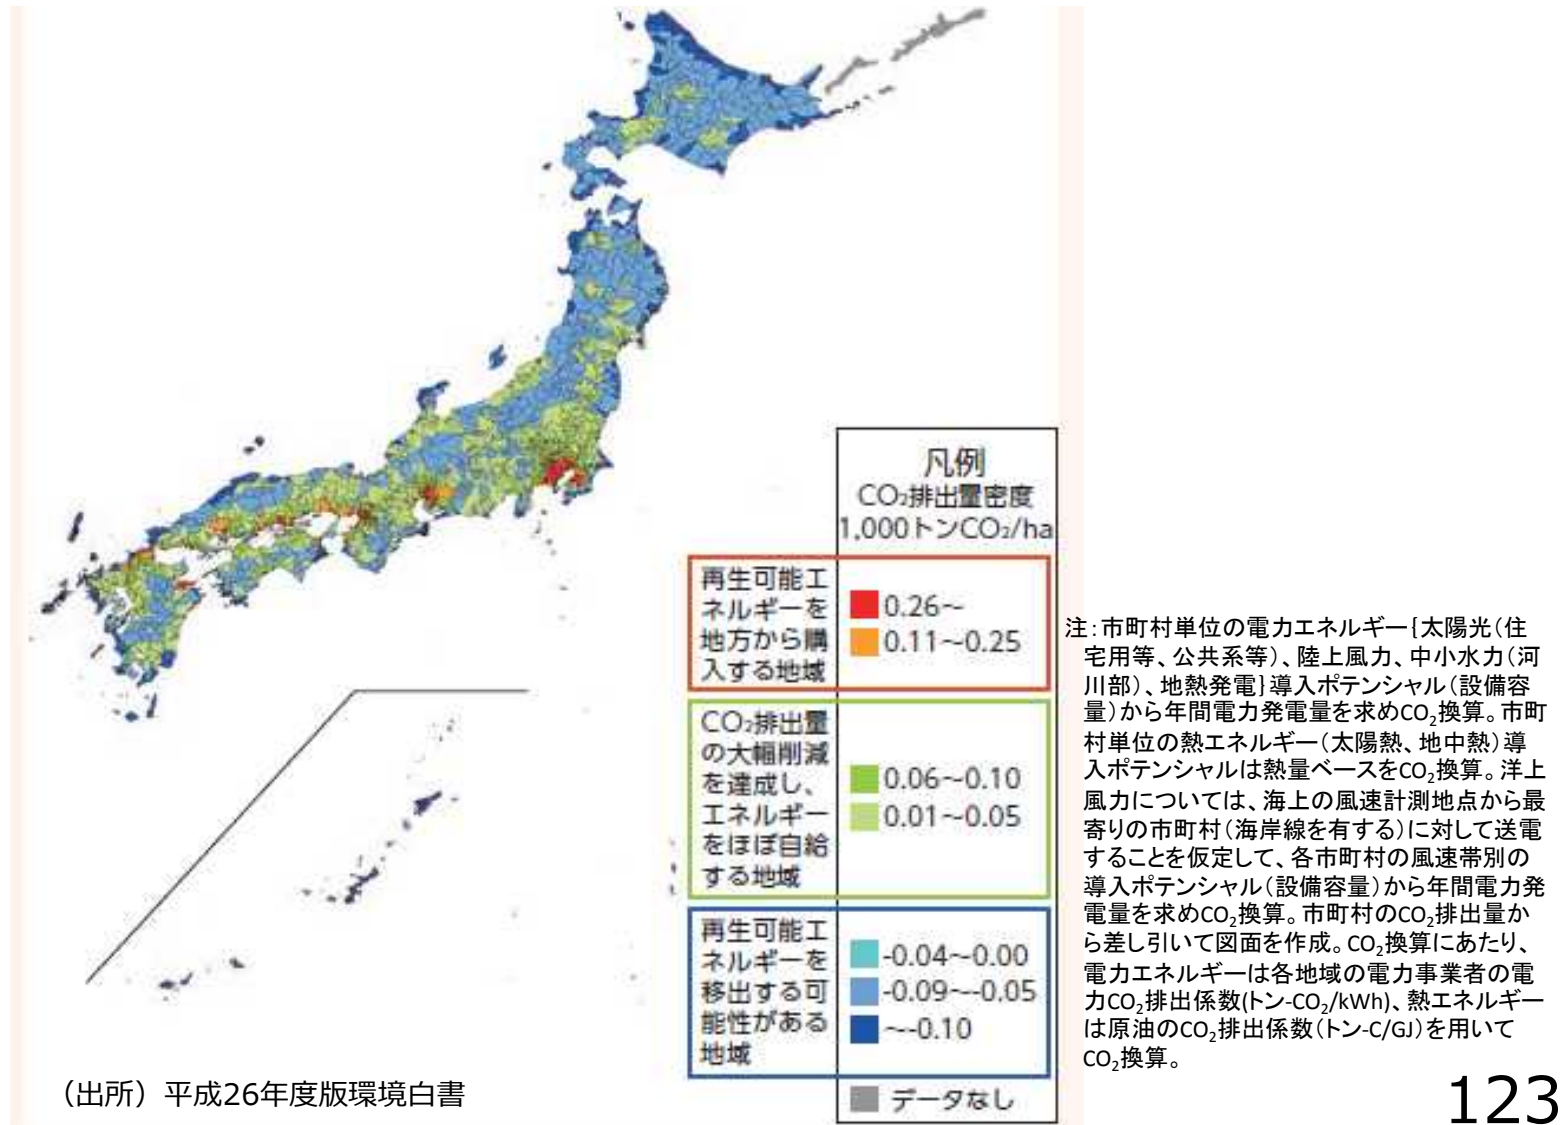 凡例
CO₂排出量密度
1,000トンCO₂/ha
再生可能エ
ネルギーを
地方から購
入する地域
0.26～
0.11～0.25
CO₂排出量
の大幅削減
を達成し、
エネルギー
をほぼ自給
する地域
0.06～0.10
0.01～0.05
再生可能エ
ネルギーを
移出する可
能性がある
地域
-0.04～0.00
-0.09～-0.05
～-0.10
データなし
注：市町村単位の電力エネルギー{太陽光（住
宅用等、公共系等）、陸上風力、中小水力（河
川部）、地熱発電}導入ポテンシャル（設備容
量）から年間電力発電量を求めCO₂換算。市町
村単位の熱エネルギー（太陽熱、地中熱）導
入ポテンシャルは熱量ベースをCO₂換算。洋上
風力については、海上の風速計測地点から最
寄りの市町村（海岸線を有する）に対して送電
することを仮定して、各市町村の風速帯別の
導入ポテンシャル（設備容量）から年間電力発
電量を求めCO₂換算。市町村のCO₂排出量か
ら差し引いて図面を作成。CO₂換算にあたり、
電力エネルギーは各地域の電力事業者の電
力CO₂排出係数(トン-CO₂/kWh)、熱エネルギー
は原油のCO₂排出係数（トン-C/GJ）を用いて
CO₂換算。
（出所）平成26年度版環境白書
123